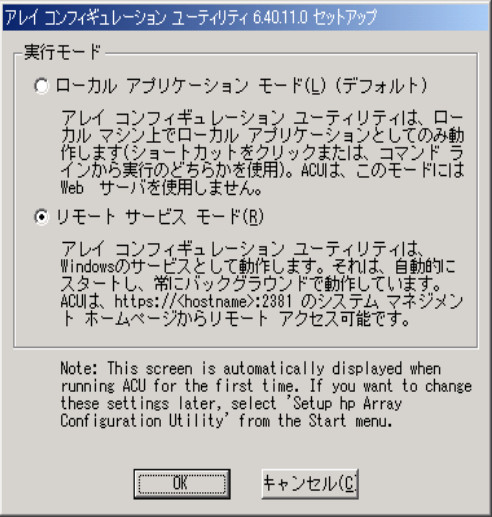 アレイ コンフィギュレーション ユーティリティ 6.40.11.0 セットアップ
実行モード
ローカル アプリケーション モード(L) (デフォルト)
アレイ コンフィギュレーション ユーティリティは、ロー
カル マシン上でローカル アプリケーションとしてのみ動
作します(ショートカットをクリックまたは、コマンド ラ
インから実行のどちらかを使用)。ACUは、このモードには
Web サーバを使用しません。
リモート サービス モード(R)
アレイ コンフィギュレーション ユーティリティは、
Windowsのサービスとして動作します。それは、自動的に
スタートし、常にバックグラウンドで動作しています。
ACUは、https://<hostname>:2381 のシステム マネジメン
ト ホームページからリモート アクセス可能です。
Note: This screen is automatically displayed when
running ACU for the first time. If you want to change
these settings later, select 'Setup hp Array
Configuration Utility' from the Start menu.
OK
キャンセル(C)